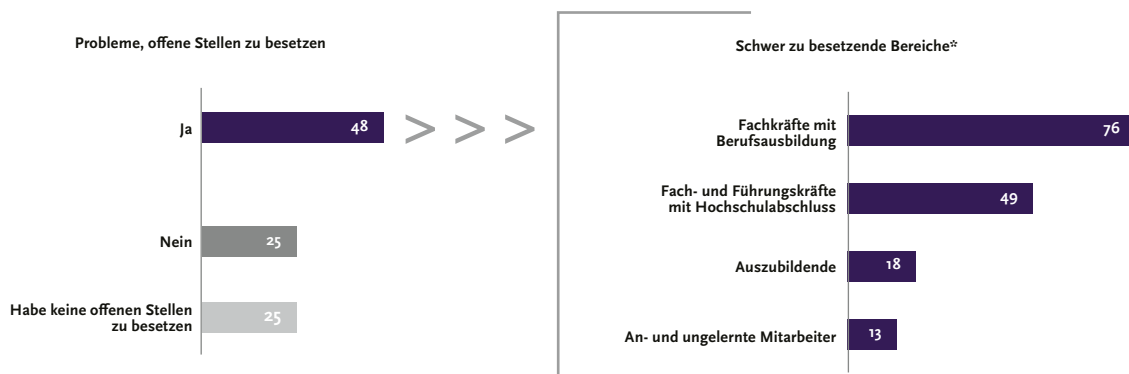 Probleme, offene Stellen zu besetzen
Ja
48
> > >
Nein
25
Habe keine offenen Stellen
zu besetzen
25
Schwer zu besetzende Bereiche*
Fachkräfte mit
Berufsausbildung
76
Fach- und Führungskräfte
mit Hochschulabschluss
49
Auszubildende
18
An- und ungelernte Mitarbeiter
13